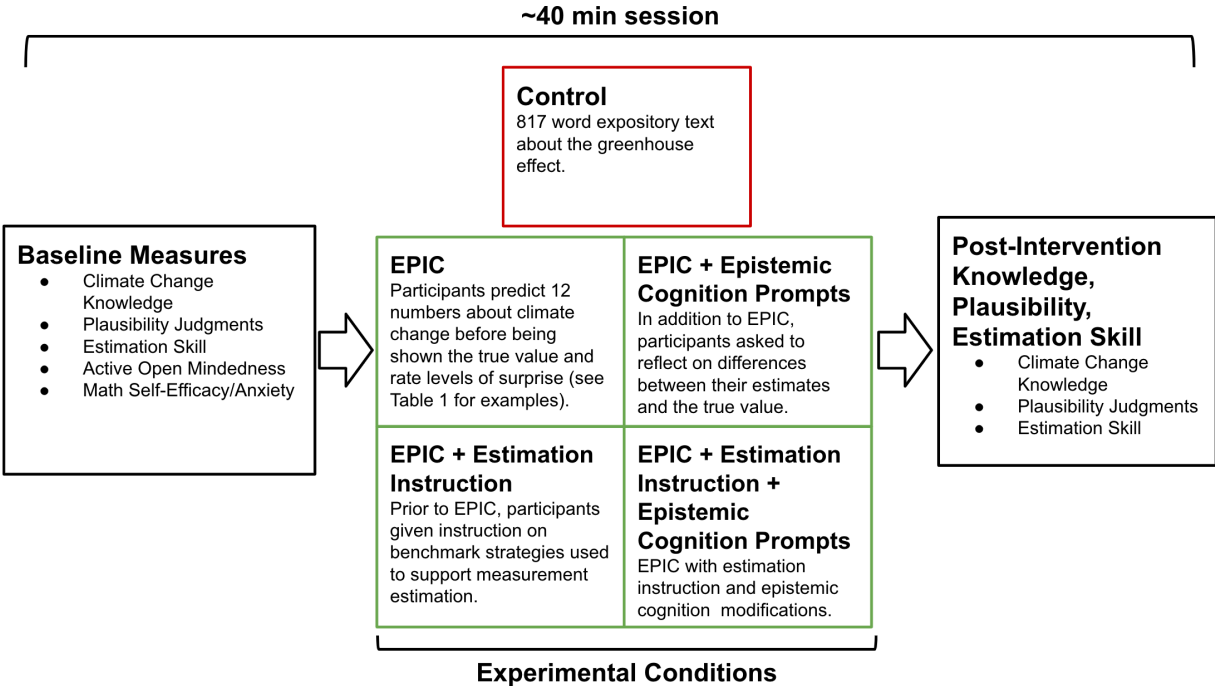 ~40 min session
Control
817 word expository text
about the greenhouse
effect.
Baseline Measures
● Climate Change
Knowledge
● Plausibility Judgments
● Estimation Skill
● Active Open Mindedness
● Math Self-Efficacy/Anxiety
EPIC
Participants predict 12
numbers about climate
change before being
shown the true value and
rate levels of surprise (see
Table 1 for examples).
EPIC + Epistemic
Cognition Prompts
In addition to EPIC,
participants asked to
reflect on differences
between their estimates
and the true value.
EPIC + Estimation
Instruction
Prior to EPIC, participants
given instruction on
benchmark strategies used
to support measurement
estimation.
EPIC + Estimation
Instruction +
Epistemic
Cognition Prompts
EPIC with estimation
instruction and epistemic
cognition modifications.
Post-Intervention
Knowledge,
Plausibility,
Estimation Skill
● Climate Change
Knowledge
● Plausibility Judgments
● Estimation Skill
Experimental Conditions